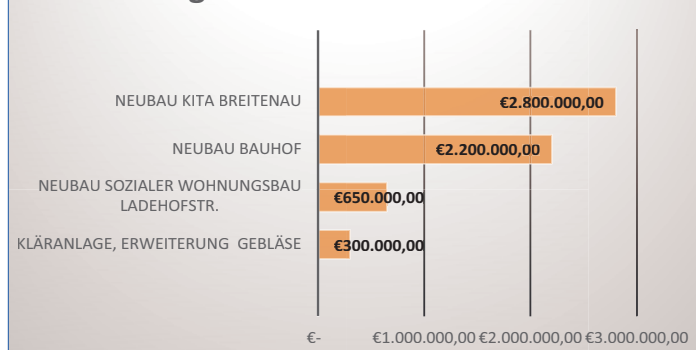 NEUBAU KITA BREITENAU
€2.800.000,00
NEUBAU BAUHOF
€2.200.000,00
NEUBAU SOZIALER WOHNUNGSBAU
LADEHOFSTR.
€650.000,00
KLÄRANLAGE, ERWEITERUNG GEBLÄSE
€300.000,00
€- €1.000.000,00 €2.000.000,00 €3.000.000,00